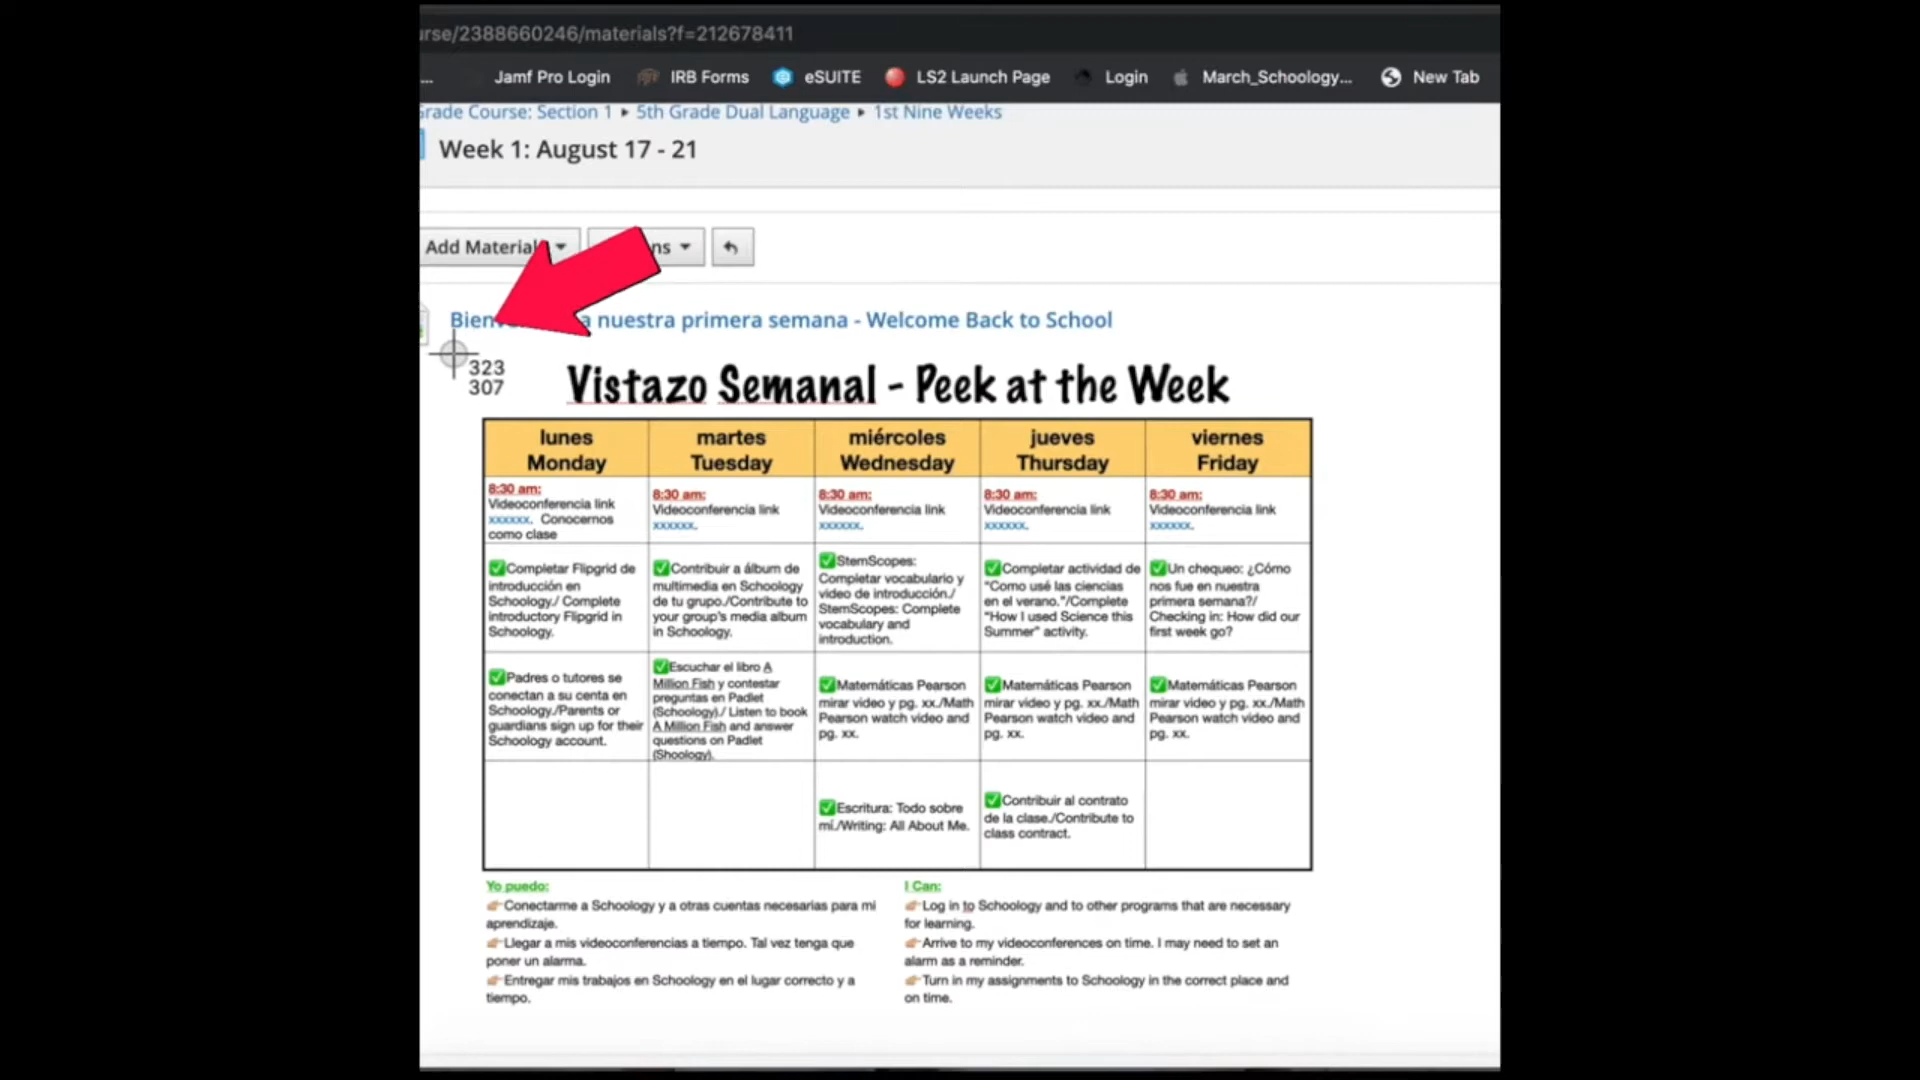 rse/2388660246/materials?f=212678411
... Jamf Pro Login IRB Forms eSUITE LS2 Launch Page Login March_Schoology... New Tab
Grade Course: Section 1 ▸ 5th Grade Dual Language ▸ 1st Nine Weeks
Week 1: August 17 - 21
Add Material ns
Bien a nuestra primera semana - Welcome Back to School
323
307
Vistazo Semanal - Peek at the Week
lunes
Monday
martes
Tuesday
miércoles
Wednesday
jueves
Thursday
viernes
Friday
8:30 am:
Videoconferencia link
xxxxxx. Conocernos
como clase
8:30 am:
Videoconferencia link
xxxxxx.
8:30 am:
Videoconferencia link
xxxxxx.
8:30 am:
Videoconferencia link
xxxxxx.
8:30 am:
Videoconferencia link
xxxxxx.
✅Completar Flipgrid de
introducción en
Schoology./ Complete
introductory Flipgrid in
Schoology.
✅Contribuir a álbum de
multimedia en Schoology
de tu grupo./Contribute to
your group's media album
in Schoology.
✅StemScopes:
Completar vocabulario y
video de introducción./
StemScopes: Complete
vocabulary and
introduction.
✅Completar actividad de
"Como usé las ciencias
en el verano."/Complete
"How I used Science this
Summer" activity.
✅Un chequeo: ¿Cómo
nos fue en nuestra
primera semana?/
Checking in: How did our
first week go?
✅Padres o tutores se
conectan a su centa en
Schoology./Parents or
guardians sign up for their
Schoology account.
✅Escuchar el libro A
Million Fish y contestar
preguntas en Padlet
(Schoology)./ Listen to book
A Million Fish and answer
questions on Padlet
(Shoology).
✅Matemáticas Pearson
mirar video y pg. xx./Math
Pearson watch video and
pg. xx.
✅Matemáticas Pearson
mirar video y pg. xx./Math
Pearson watch video and
pg. xx.
✅Matemáticas Pearson
mirar video y pg. xx./Math
Pearson watch video and
pg. xx.
✅Escritura: Todo sobre
mí./Writing: All About Me.
✅Contribuir al contrato
de la clase./Contribute to
class contract.
Yo puedo:
👉Conectarme a Schoology y a otras cuentas necesarias para mi
aprendizaje.
👉Llegar a mis videoconferencias a tiempo. Tal vez tenga que
poner un alarma.
👉Entregar mis trabajos en Schoology en el lugar correcto y a
tiempo.
I Can:
👉Log in to Schoology and to other programs that are necessary
for learning.
👉Arrive to my videoconferences on time. I may need to set an
alarm as a reminder.
👉Turn in my assignments to Schoology in the correct place and
on time.